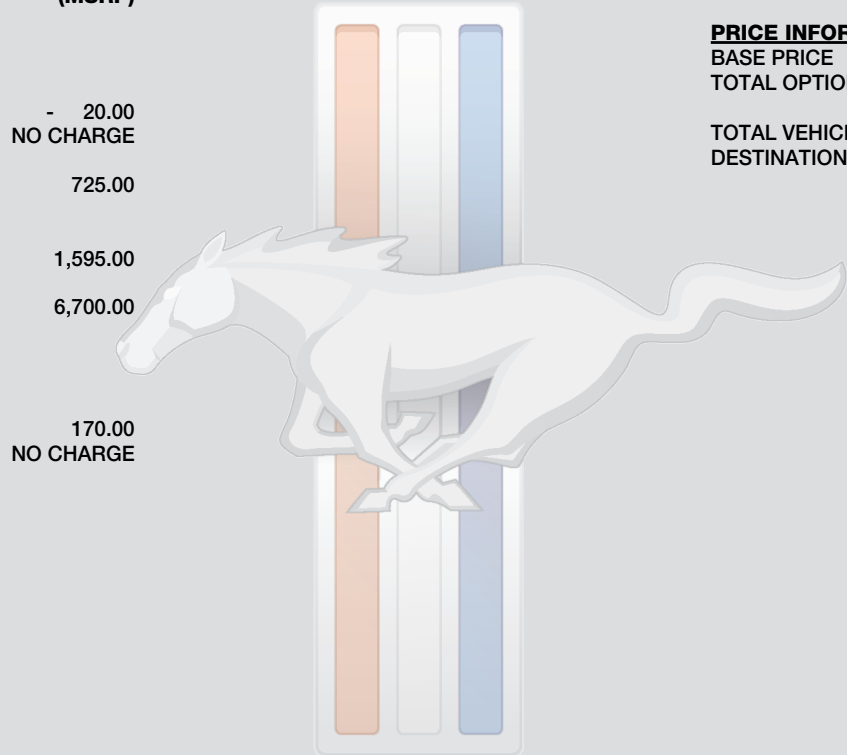 (MSRP)
- 20.00
NO CHARGE
725.00
1,595.00
6,700.00
170.00
NO CHARGE
PRICE INFOR
BASE PRICE
TOTAL OPTIO
TOTAL VEHIC
DESTINATION